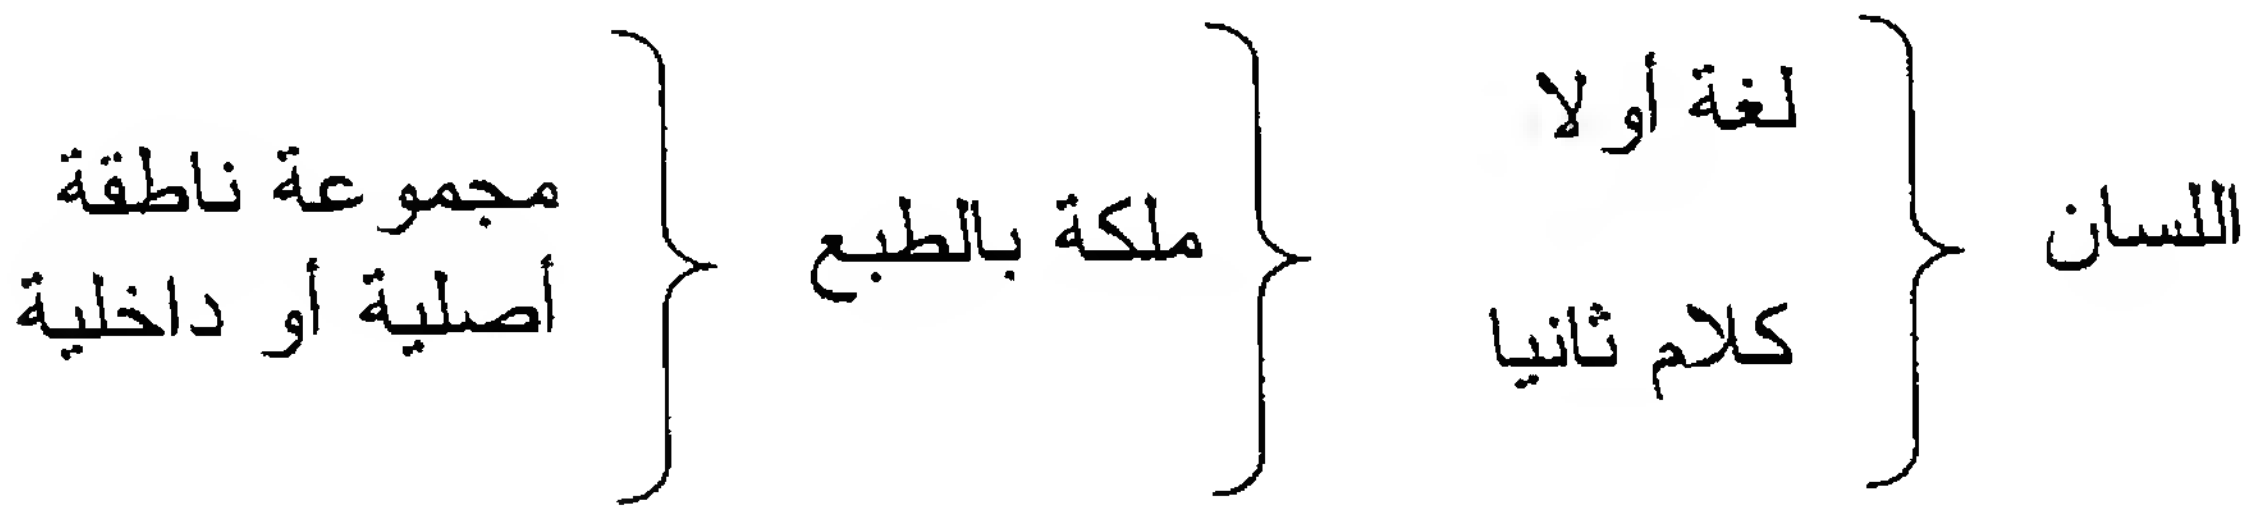 اللسان
لغة أولا
كلام ثانيا
ملكة بالطبع
مجموعة ناطقة
أصلية أو داخلية